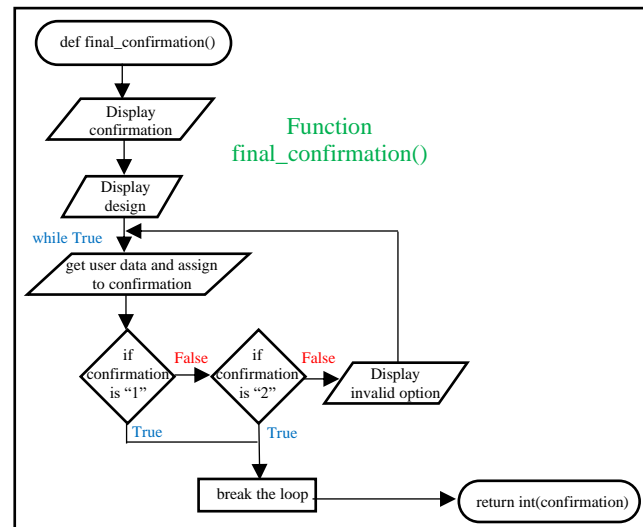 def final_confirmation()
Display
confirmation
Function
final_confirmation()
Display
design
while True
get user data and assign
to confirmation
if
confirmation
is “1”
False
if
confirmation
is “2”
False
Display
invalid option
True
True
break the loop
return int(confirmation)